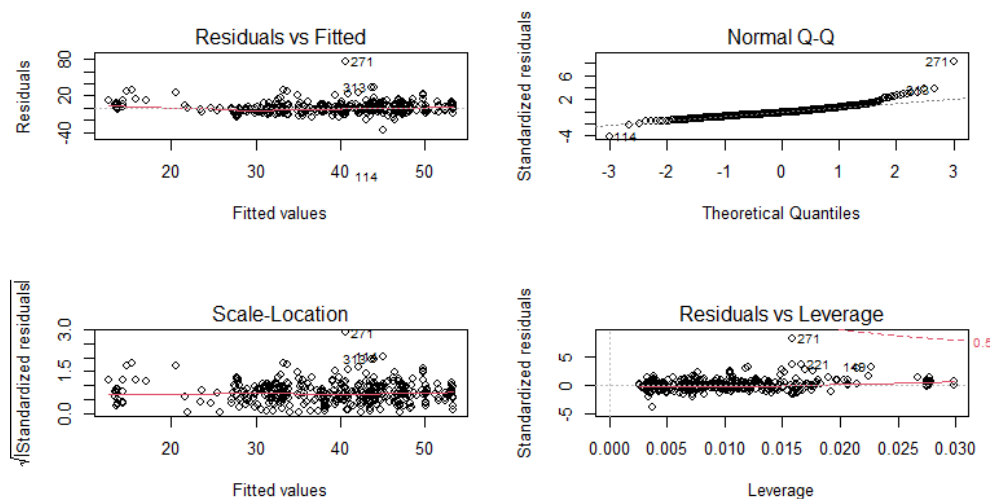 Residuals vs Fitted
Residuals
80
20
-40
271
313
114
20 30 40 50
Fitted values
Normal Q-Q
Standardized residuals
6
2
-4
271
114
-3 -2 -1 0 1 2 3
Theoretical Quantiles
Scale-Location
√|Standardized residuals|
3.0
1.5
0.0
271
20 30 40 50
Fitted values
Residuals vs Leverage
Standardized residuals
5
0
-5
271
149
0.5
0.000 0.005 0.010 0.015 0.020 0.025 0.030
Leverage